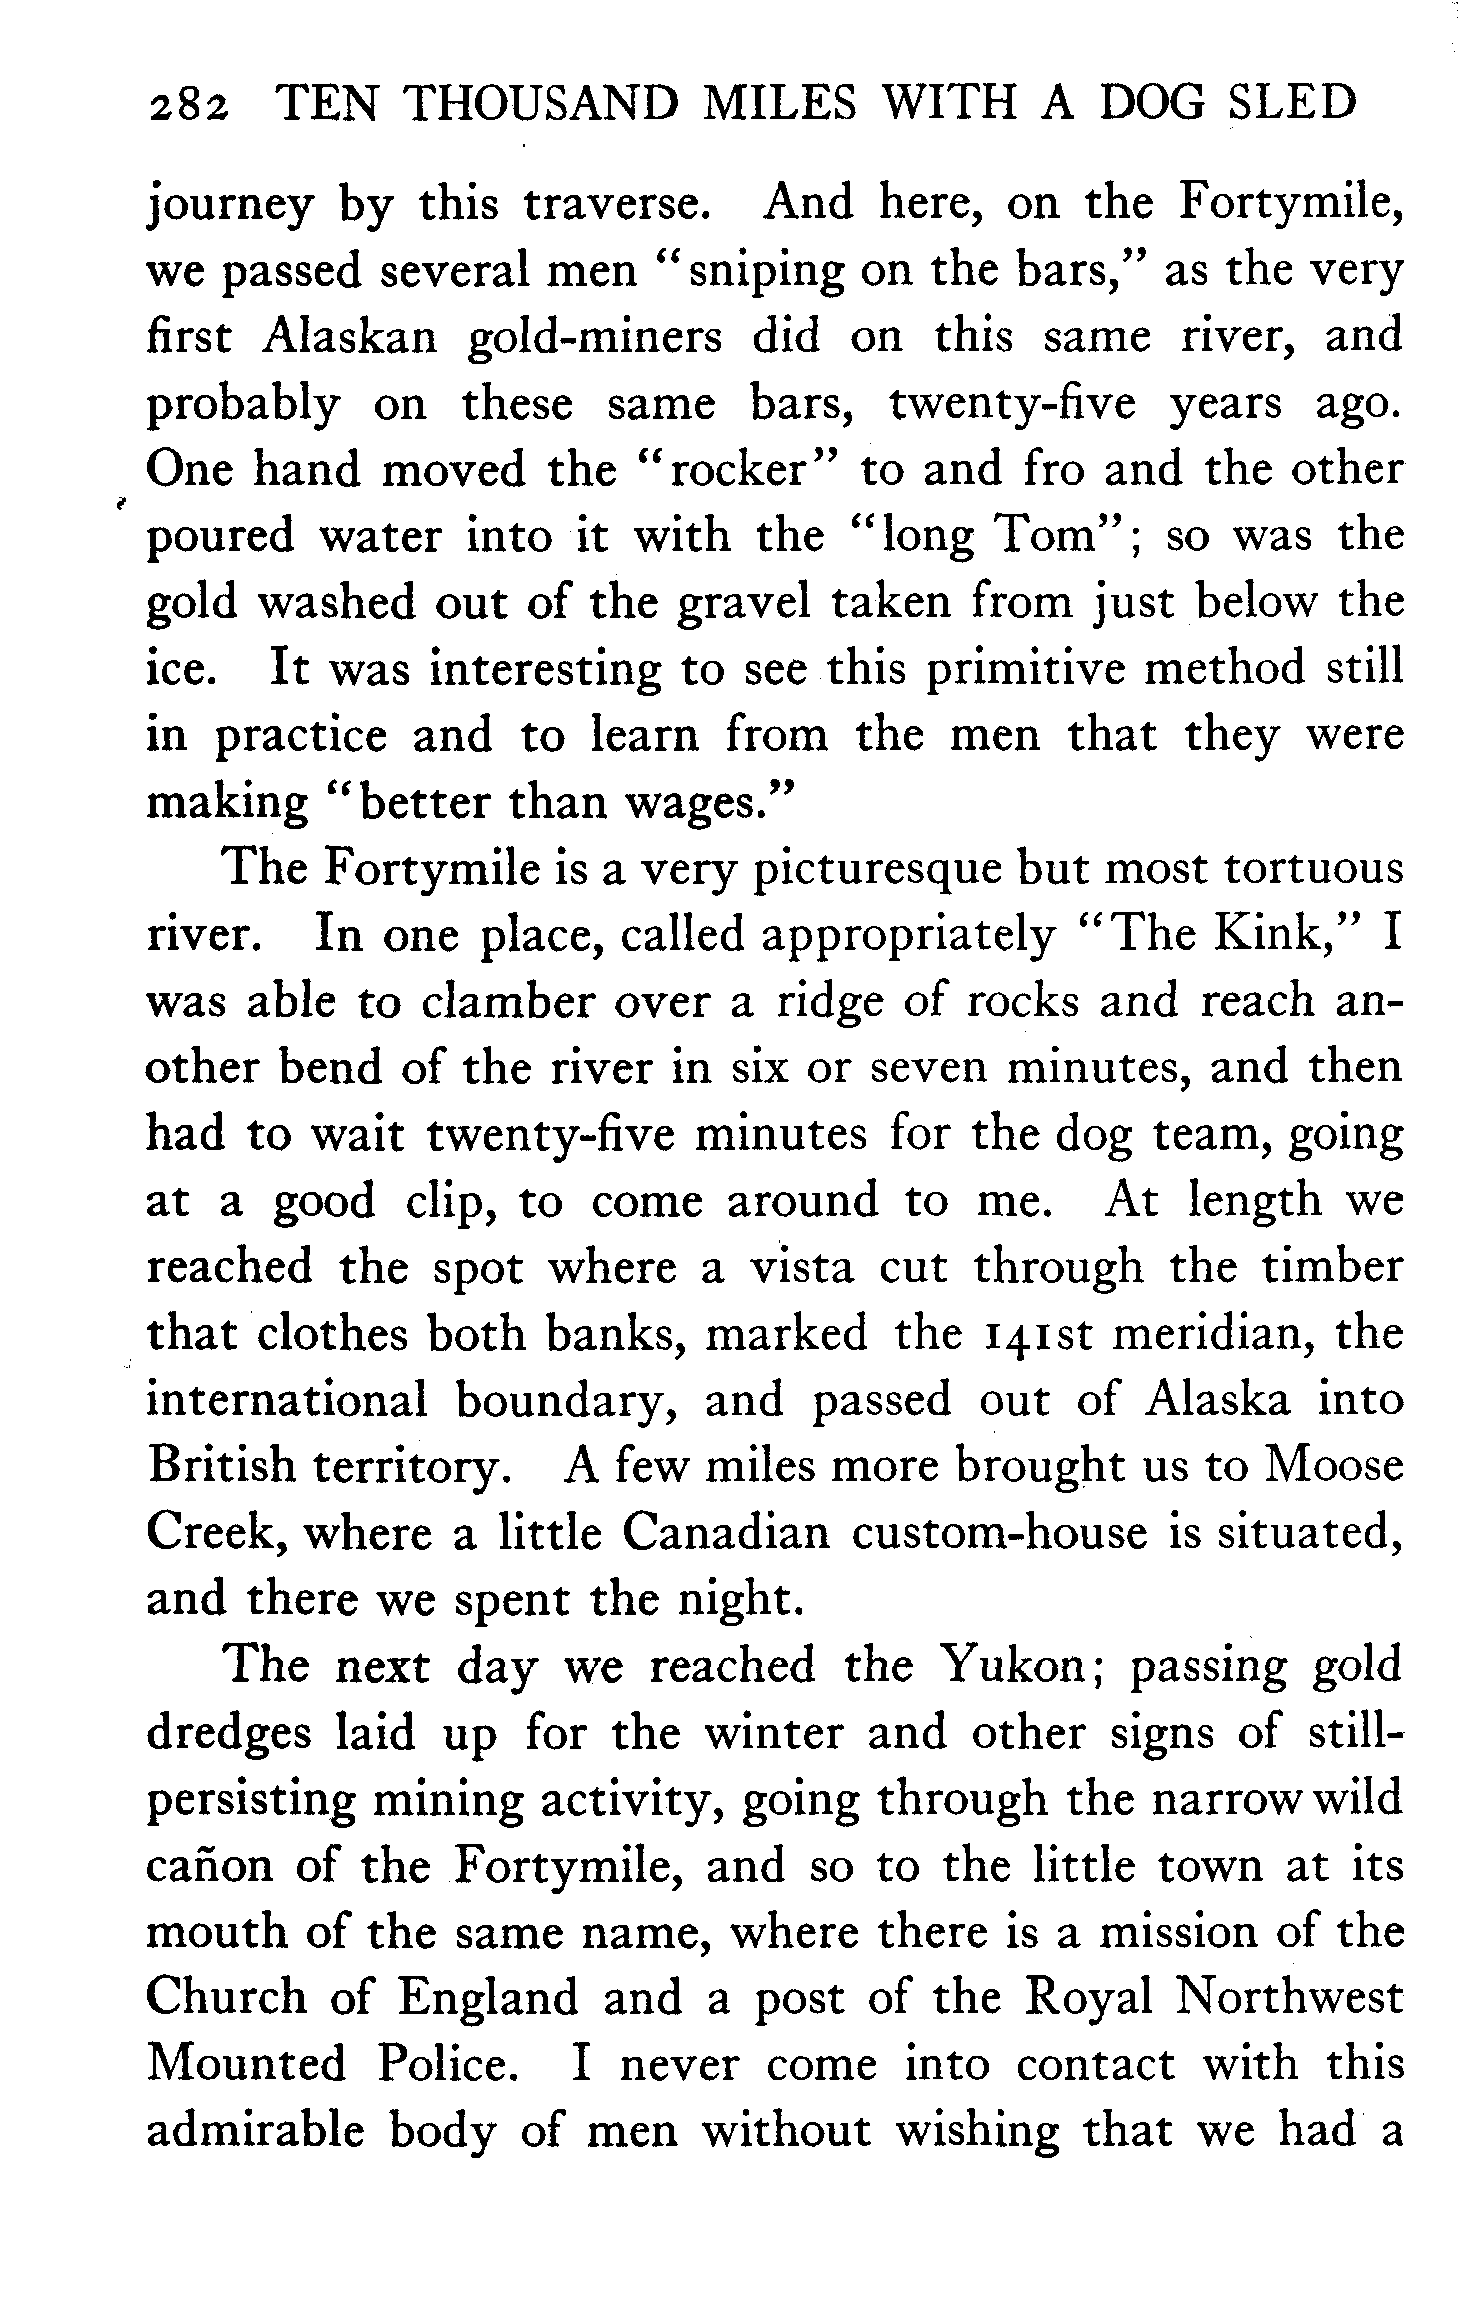 282 TEN THOUSAND MILES WITH A DOG SLED
journey by this traverse. And here, on the Fortymile,
we passed several men "sniping on the bars," as the very
first Alaskan gold-miners did on this same river, and
probably on these same bars, twenty-five years ago.
One hand moved the "rocker" to and fro and the other
poured water into it with the "long Tom"; so was the
gold washed out of the gravel taken from just below the
ice. It was interesting to see this primitive method still
in practice and to learn from the men that they were
making "better than wages."
The Fortymile is a very picturesque but most tortuous
river. In one place, called appropriately "The Kink," I
was able to clamber over a ridge of rocks and reach an-
other bend of the river in six or seven minutes, and then
had to wait twenty-five minutes for the dog team, going
at a good clip, to come around to me. At length we
reached the spot where a vista cut through the timber
that clothes both banks, marked the 141st meridian, the
international boundary, and passed out of Alaska into
British territory. A few miles more brought us to Moose
Creek, where a little Canadian custom-house is situated,
and there we spent the night.
The next day we reached the Yukon; passing gold
dredges laid up for the winter and other signs of still-
persisting mining activity, going through the narrow wild
cañon of the Fortymile, and so to the little town at its
mouth of the same name, where there is a mission of the
Church of England and a post of the Royal Northwest
Mounted Police. I never come into contact with this
admirable body of men without wishing that we had a